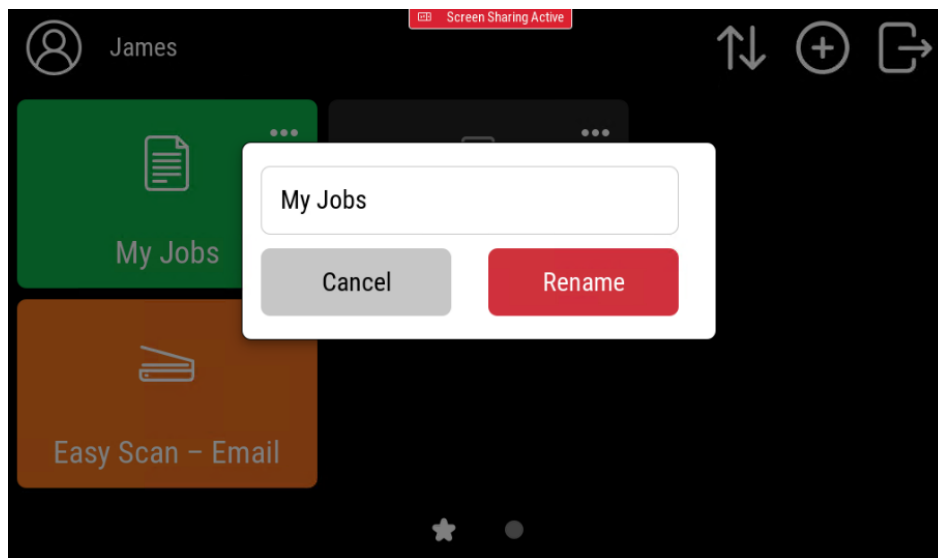 Screen Sharing Active
James
My Jobs
Cancel
Rename
My Jobs
Easy Scan – Email